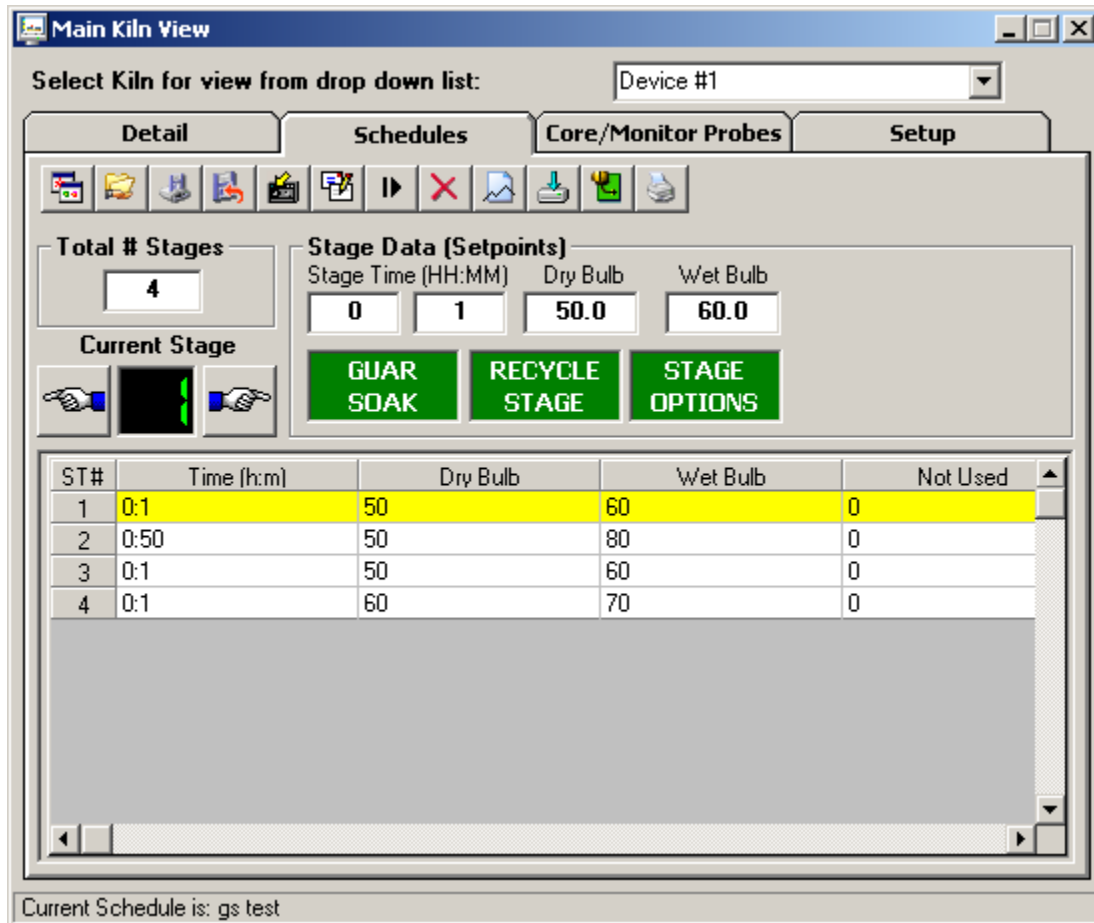 Main Kiln View
Select Kiln for view from drop down list: Device #1
Detail Schedules Core/Monitor Probes Setup
Total # Stages
4
Current Stage
1
Stage Data (Setpoints)
Stage Time (HH:MM) Dry Bulb Wet Bulb
0 1 50.0 60.0
GUAR SOAK
RECYCLE STAGE
STAGE OPTIONS
ST# Time (h:m) Dry Bulb Wet Bulb Not Used
1 0:1 50 60 0
2 0:50 50 80 0
3 0:1 50 60 0
4 0:1 60 70 0
Current Schedule is: gs test